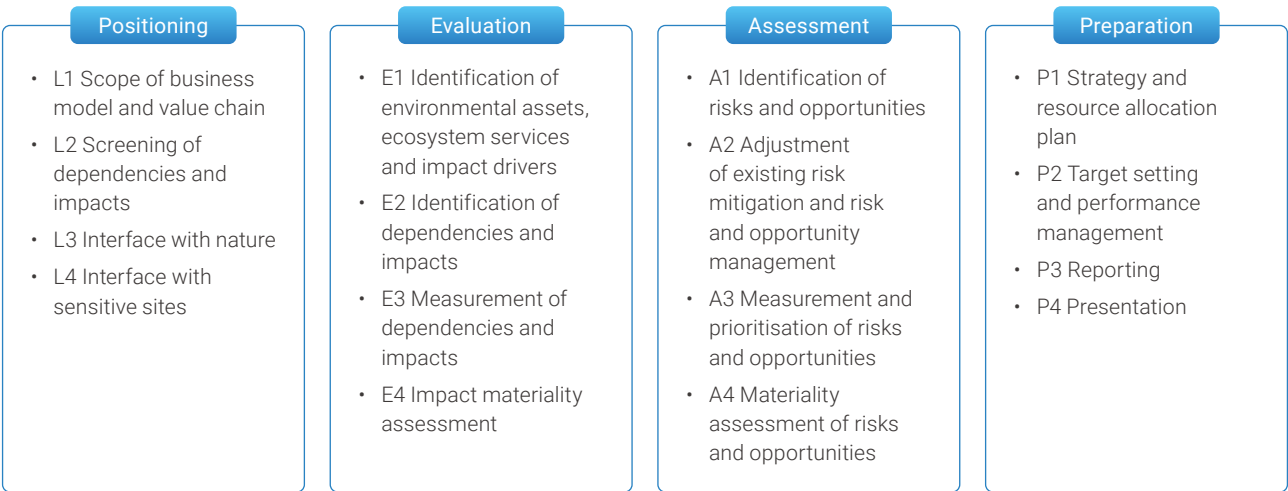 Positioning
• L1 Scope of business
model and value chain
• L2 Screening of
dependencies and
impacts
• L3 Interface with nature
• L4 Interface with
sensitive sites
Evaluation
• E1 Identification of
environmental assets,
ecosystem services
and impact drivers
• E2 Identification of
dependencies and
impacts
• E3 Measurement of
dependencies and
impacts
• E4 Impact materiality
assessment
Assessment
• A1 Identification of
risks and opportunities
• A2 Adjustment
of existing risk
mitigation and risk
and opportunity
management
• A3 Measurement and
prioritisation of risks
and opportunities
• A4 Materiality
assessment of risks
and opportunities
Preparation
• P1 Strategy and
resource allocation
plan
• P2 Target setting
and performance
management
• P3 Reporting
• P4 Presentation